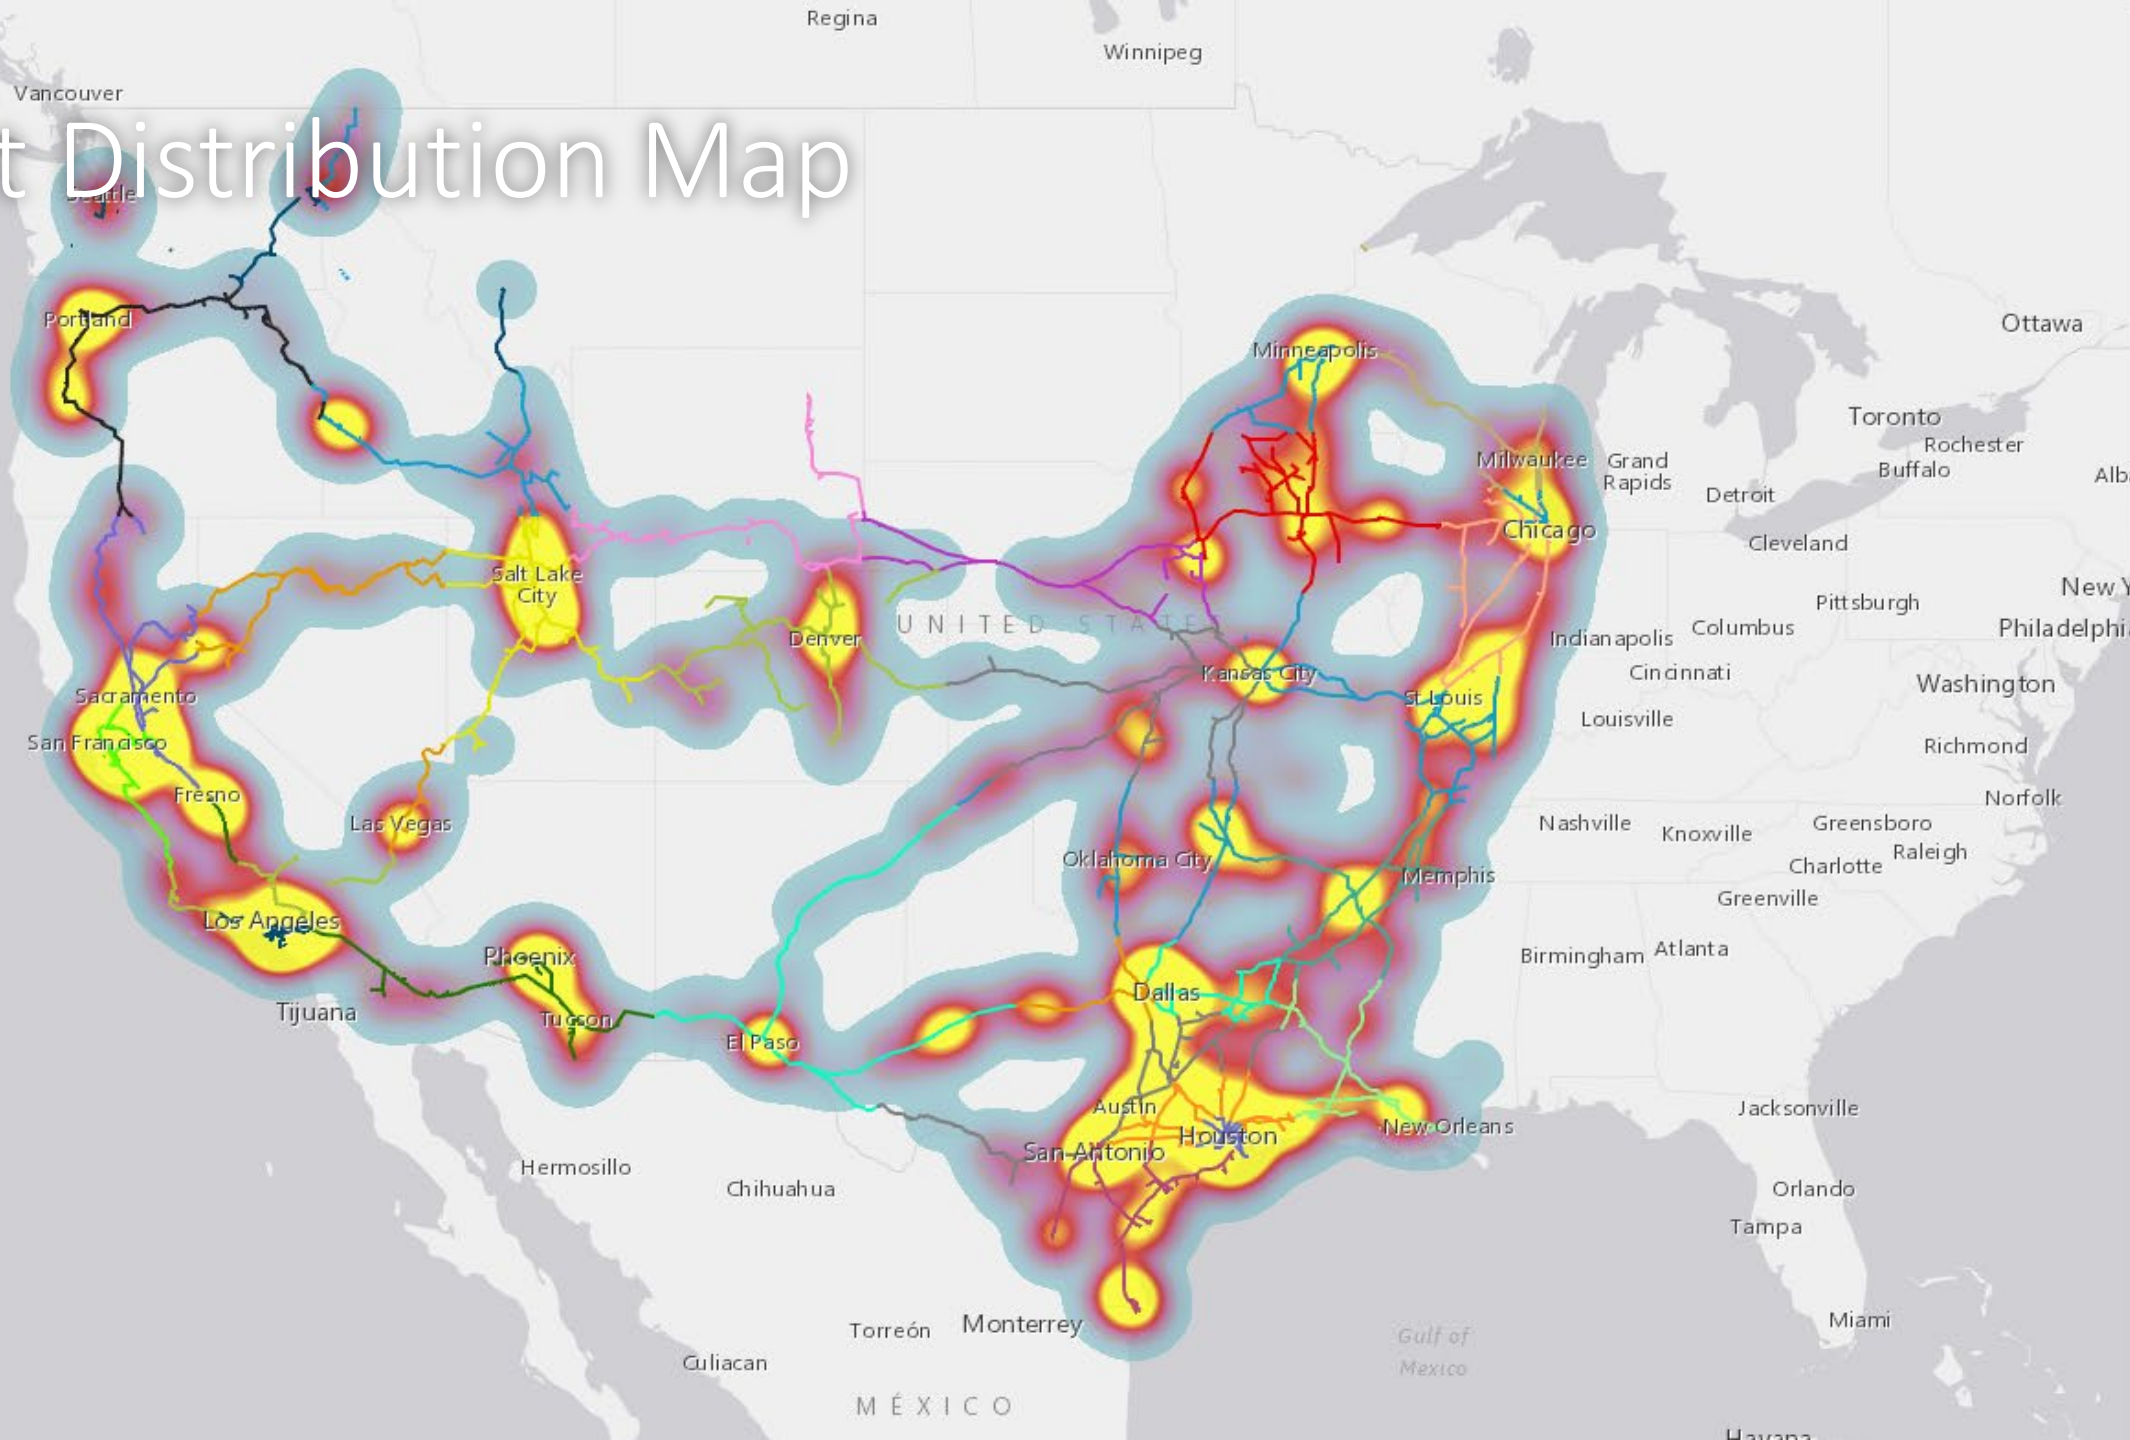 Regina
Winnipeg
Vancouver
t Distribution Map
Seattle
Portland
Minneapolis
Ottawa
Toronto
Rochester
Buffalo
Milwaukee
Grand
Rapids
Detroit
Alb
Chicago
Cleveland
Salt Lake
City
New Y
Pittsburgh
UNITED STATES
Denver
Indianapolis
Columbus
Philadelphi
Kansas City
Cincinnati
Washington
Sacramento
St Louis
Louisville
San Francisco
Richmond
Fresno
Norfolk
Las Vegas
Nashville
Knoxville
Greensboro
Raleigh
Oklahoma City
Charlotte
Memphis
Greenville
Los Angeles
Phoenix
Birmingham
Atlanta
Dallas
Tijuana
Tucson
El Paso
Austin
Jacksonville
Houston
New Orleans
San Antonio
Hermosillo
Chihuahua
Orlando
Tampa
Torreón
Monterrey
Gulf of
Mexico
Miami
Culiacan
MÉXICO
Havana